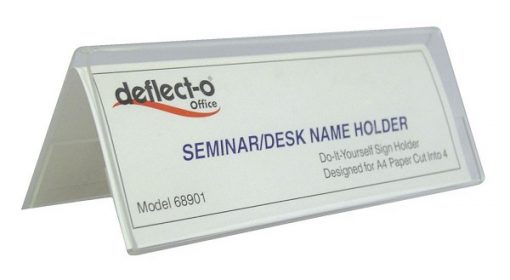 deflect-o
Office
SEMINAR/DESK NAME HOLDER
Do-It-Yourself Sign Holder
Designed for A4 Paper Cut Into 4
Model 68901